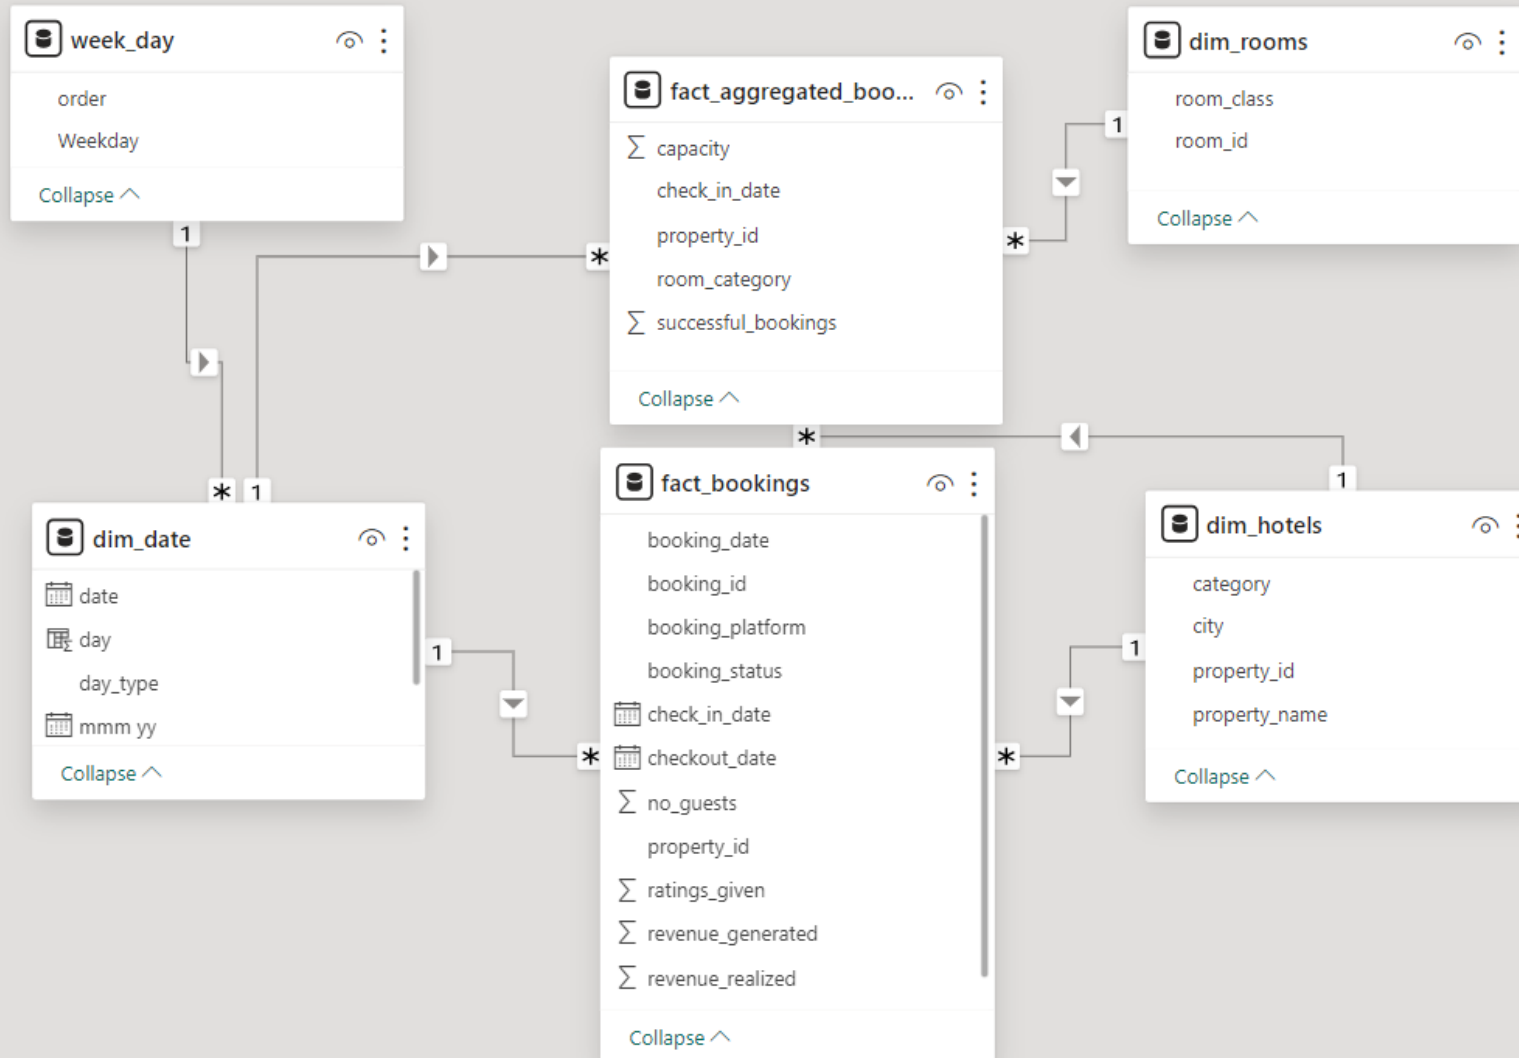 week_day
order
Weekday
Collapse
1
fact_aggregated_boo...
capacity
check_in_date
property_id
room_category
successful_bookings
Collapse
*
*
*
dim_rooms
room_class
room_id
Collapse
1
* 1
dim_date
date
day
day_type
mmm yy
Collapse
1
fact_bookings
booking_date
booking_id
booking_platform
booking_status
check_in_date
checkout_date
no_guests
property_id
ratings_given
revenue_generated
revenue_realized
Collapse
*
*
1
dim_hotels
category
city
property_id
property_name
Collapse
1